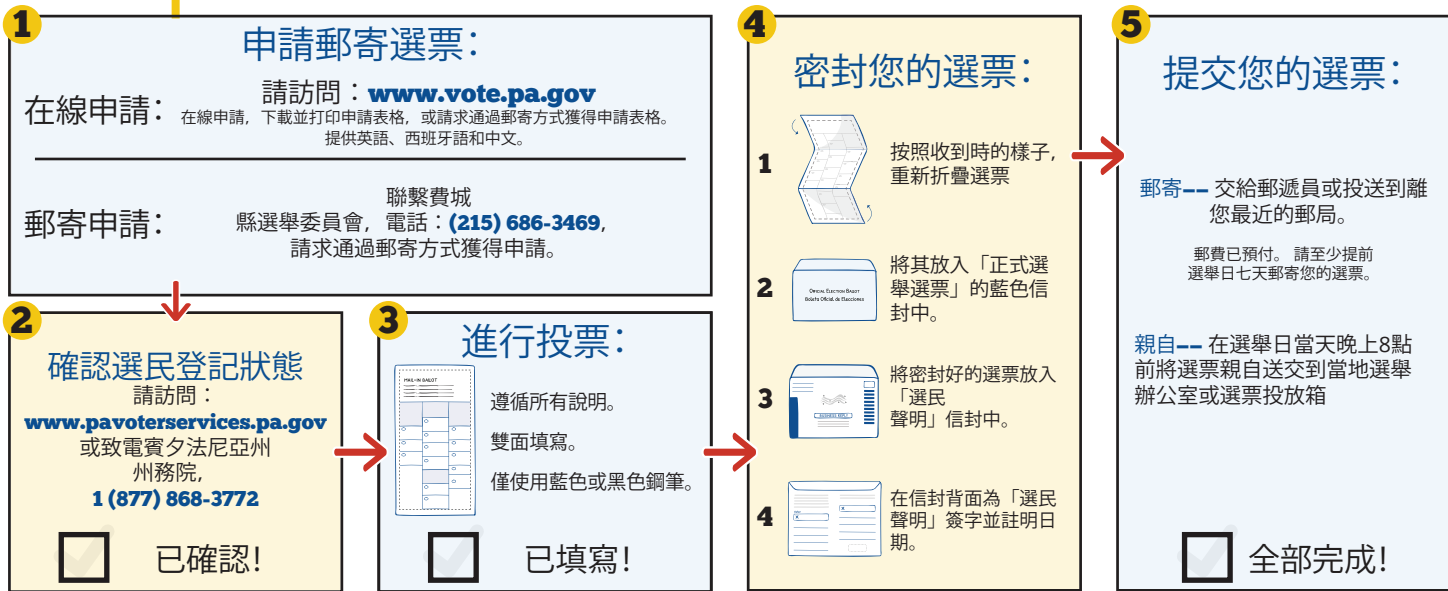 1
申請郵寄選票:
在線申請:
請訪問：www.vote.pa.gov
在線申請, 下載並打印申請表格, 或請求通過郵寄方式獲得申請表格。
提供英語、西班牙語和中文。
郵寄申請:
聯繫費城
縣選舉委員會, 電話：(215) 686-3469,
請求通過郵寄方式獲得申請。
2
確認選民登記狀態
請訪問：
www.pavoterservices.pa.gov
或致電賓夕法尼亞州
州務院,
1 (877) 868-3772
已確認!
3
進行投票:
MAIL-IN BALLOT
遵循所有說明。
雙面填寫。
僅使用藍色或黑色鋼筆。
已填寫!
4
密封您的選票:
1
按照收到時的樣子,
重新折疊選票
2
Official Election Ballot
Boleta Oficial de Elecciones
將其放入「正式選
舉選票」的藍色信
封中。
3
BUSINESS REPLY
將密封好的選票放入
「選民
聲明」信封中。
4
在信封背面為「選民
聲明」簽字並註明日
期。
5
提交您的選票:
郵寄–– 交給郵遞員或投送到離
您最近的郵局。
郵費已預付。 請至少提前
選舉日七天郵寄您的選票。
親自–– 在選舉日當天晚上8點
前將選票親自送交到當地選舉
辦公室或選票投放箱
全部完成!